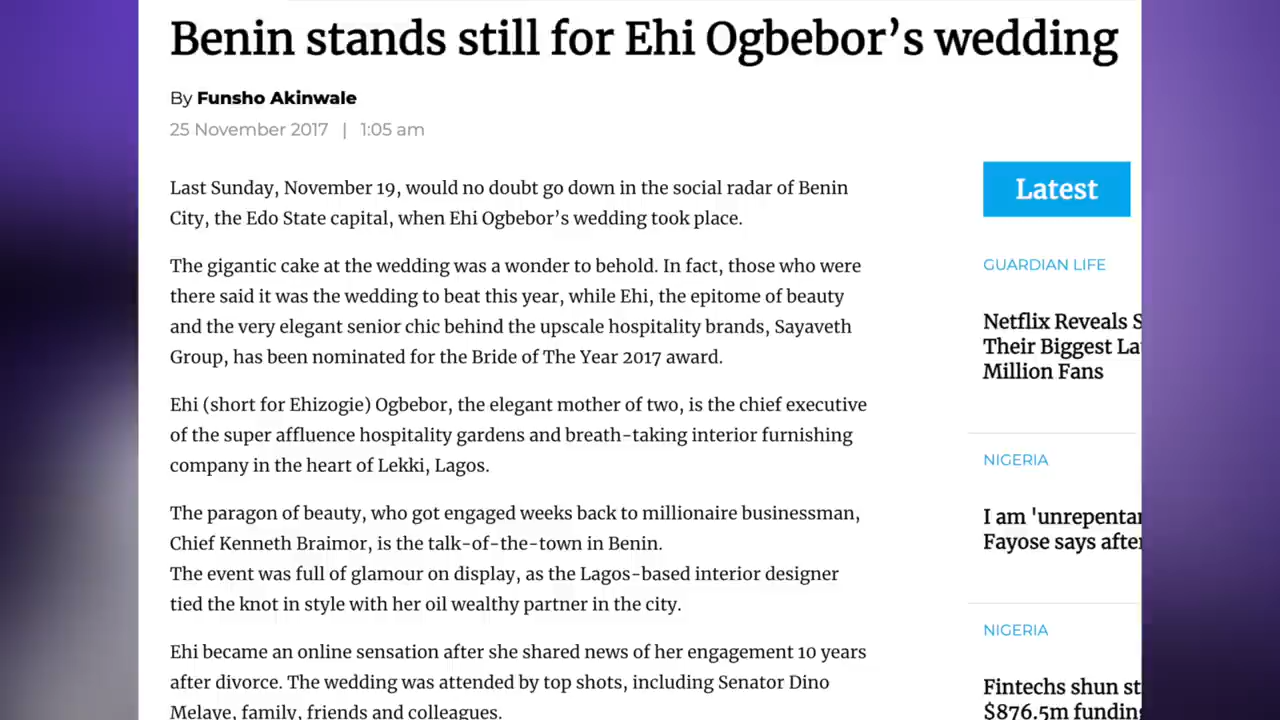 Benin stands still for Ehi Ogbebor’s wedding
By Funsho Akinwale
25 November 2017 | 1:05 am
Last Sunday, November 19, would no doubt go down in the social radar of Benin
City, the Edo State capital, when Ehi Ogbebor’s wedding took place.
The gigantic cake at the wedding was a wonder to behold. In fact, those who were
there said it was the wedding to beat this year, while Ehi, the epitome of beauty
and the very elegant senior chic behind the upscale hospitality brands, Sayaveth
Group, has been nominated for the Bride of The Year 2017 award.
Ehi (short for Ehizogie) Ogbebor, the elegant mother of two, is the chief executive
of the super affluence hospitality gardens and breath-taking interior furnishing
company in the heart of Lekki, Lagos.
The paragon of beauty, who got engaged weeks back to millionaire businessman,
Chief Kenneth Braimor, is the talk-of-the-town in Benin.
The event was full of glamour on display, as the Lagos-based interior designer
tied the knot in style with her oil wealthy partner in the city.
Ehi became an online sensation after she shared news of her engagement 10 years
after divorce. The wedding was attended by top shots, including Senator Dino
Melaye, family, friends and colleagues.
Latest
GUARDIAN LIFE
Netflix Reveals S
Their Biggest La
Million Fans
NIGERIA
I am 'unrepentan
Fayose says after
NIGERIA
Fintechs shun st
$876.5m funding